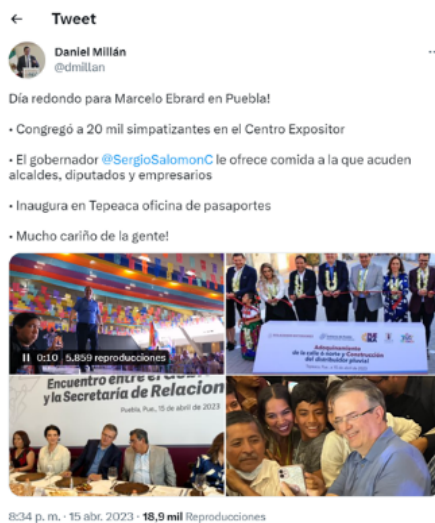 Tweet
Daniel Millán
@dmillan
Día redondo para Marcelo Ebrard en Puebla!
• Congregó a 20 mil simpatizantes en el Centro Expositor
• El gobernador @SergioSalomonC le ofrece comida a la que acuden
alcaldes, diputados y empresarios
• Inaugura en Tepeaca oficina de pasaportes
• Mucho cariño de la gente!
0:10 5,859 reproducciones
Adoquinamiento
de la calle 6 norte y Construcción
del distribuidor pluvial
Encuentro entre el
y la Secretaría de Relacion
Puebla, Pue., 15 de abril de 2023
8:34 p. m. · 15 abr. 2023 · 18,9 mil Reproducciones